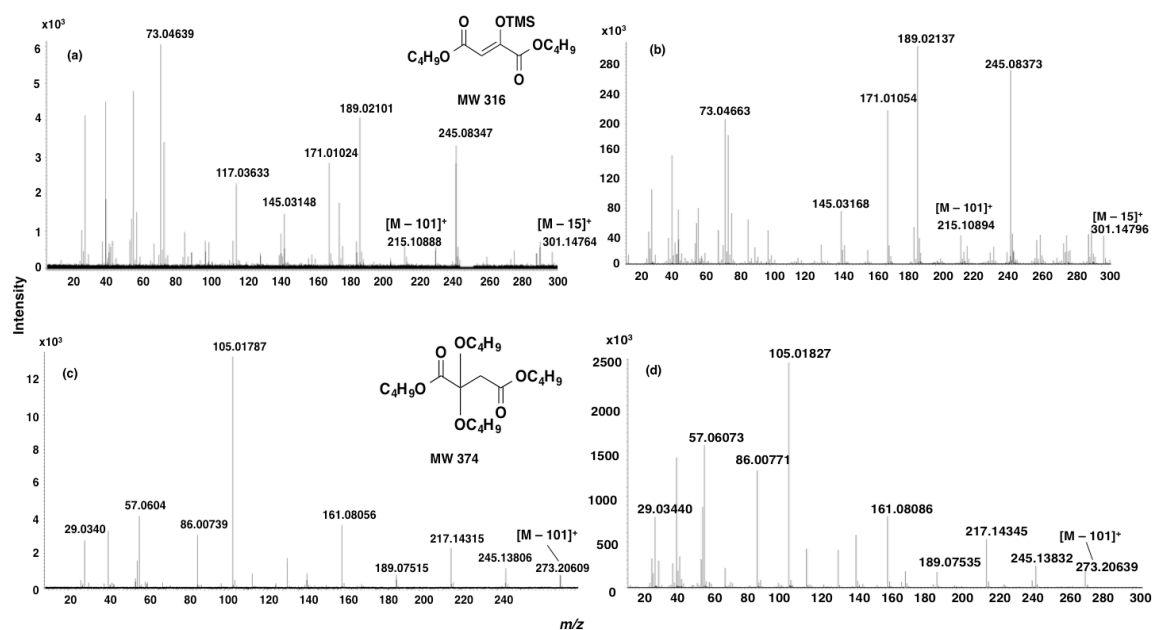 x10³
73.04639
(a)
O
OTMS
C₄H₉O
OC₄H₉
O
MW 316
189.02101
245.08347
171.01024
117.03633
145.03148
[M – 101]⁺
215.10888
[M – 15]⁺
301.14764
6
5
4
3
2
1
0
20 40 60 80 100 120 140 160 180 200 220 240 260 280 300
x10³
(b)
189.02137
245.08373
171.01054
73.04663
145.03168
[M – 101]⁺
215.10894
[M – 15]⁺
301.14796
280
240
200
160
120
80
40
0
20 40 60 80 100 120 140 160 180 200 220 240 260 280 300
Intensity
x10³
(c)
105.01787
O
OC₄H₉
C₄H₉O
OC₄H₉
O
OC₄H₉
MW 374
57.0604
29.0340
86.00739
161.08056
217.14315
189.07515
245.13806
[M – 101]⁺
273.20609
12
10
8
6
4
2
0
20 40 60 80 100 120 140 160 180 200 220 240
x10³
(d)
105.01827
57.06073
86.00771
29.03440
161.08086
217.14345
189.07535
245.13832
[M – 101]⁺
273.20639
2500
2000
1500
1000
500
0
20 40 60 80 100 120 140 160 180 200 220 240 260 280 300
m/z